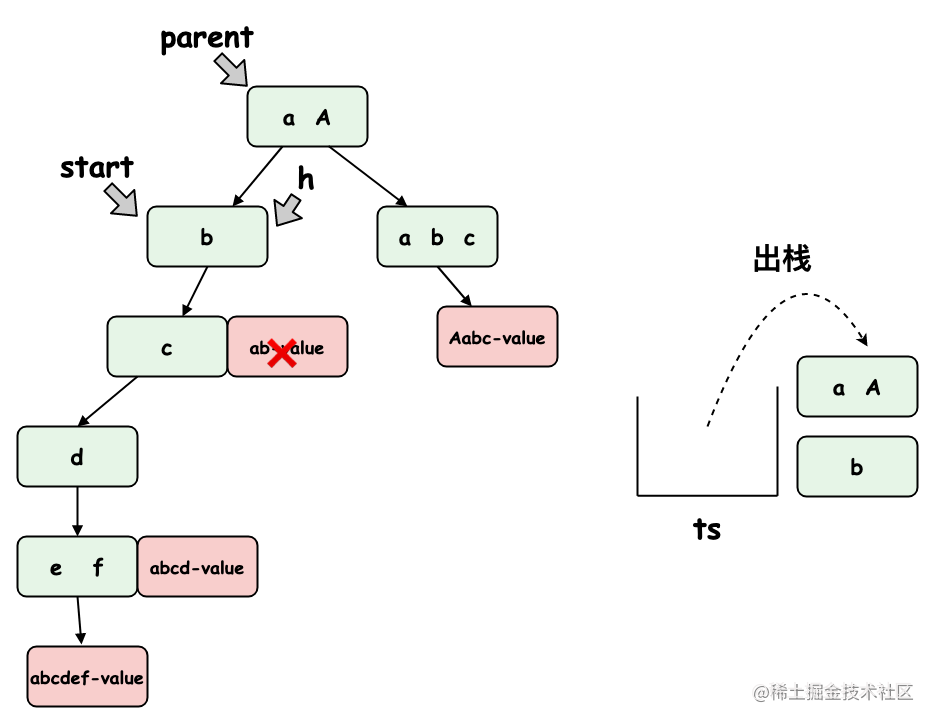 parent
a A
start
h
b
a b c
出栈
c
ab-value
Aabc-value
a A
d
b
ts
e f
abcd-value
abcdef-value
@稀土掘金技术社区